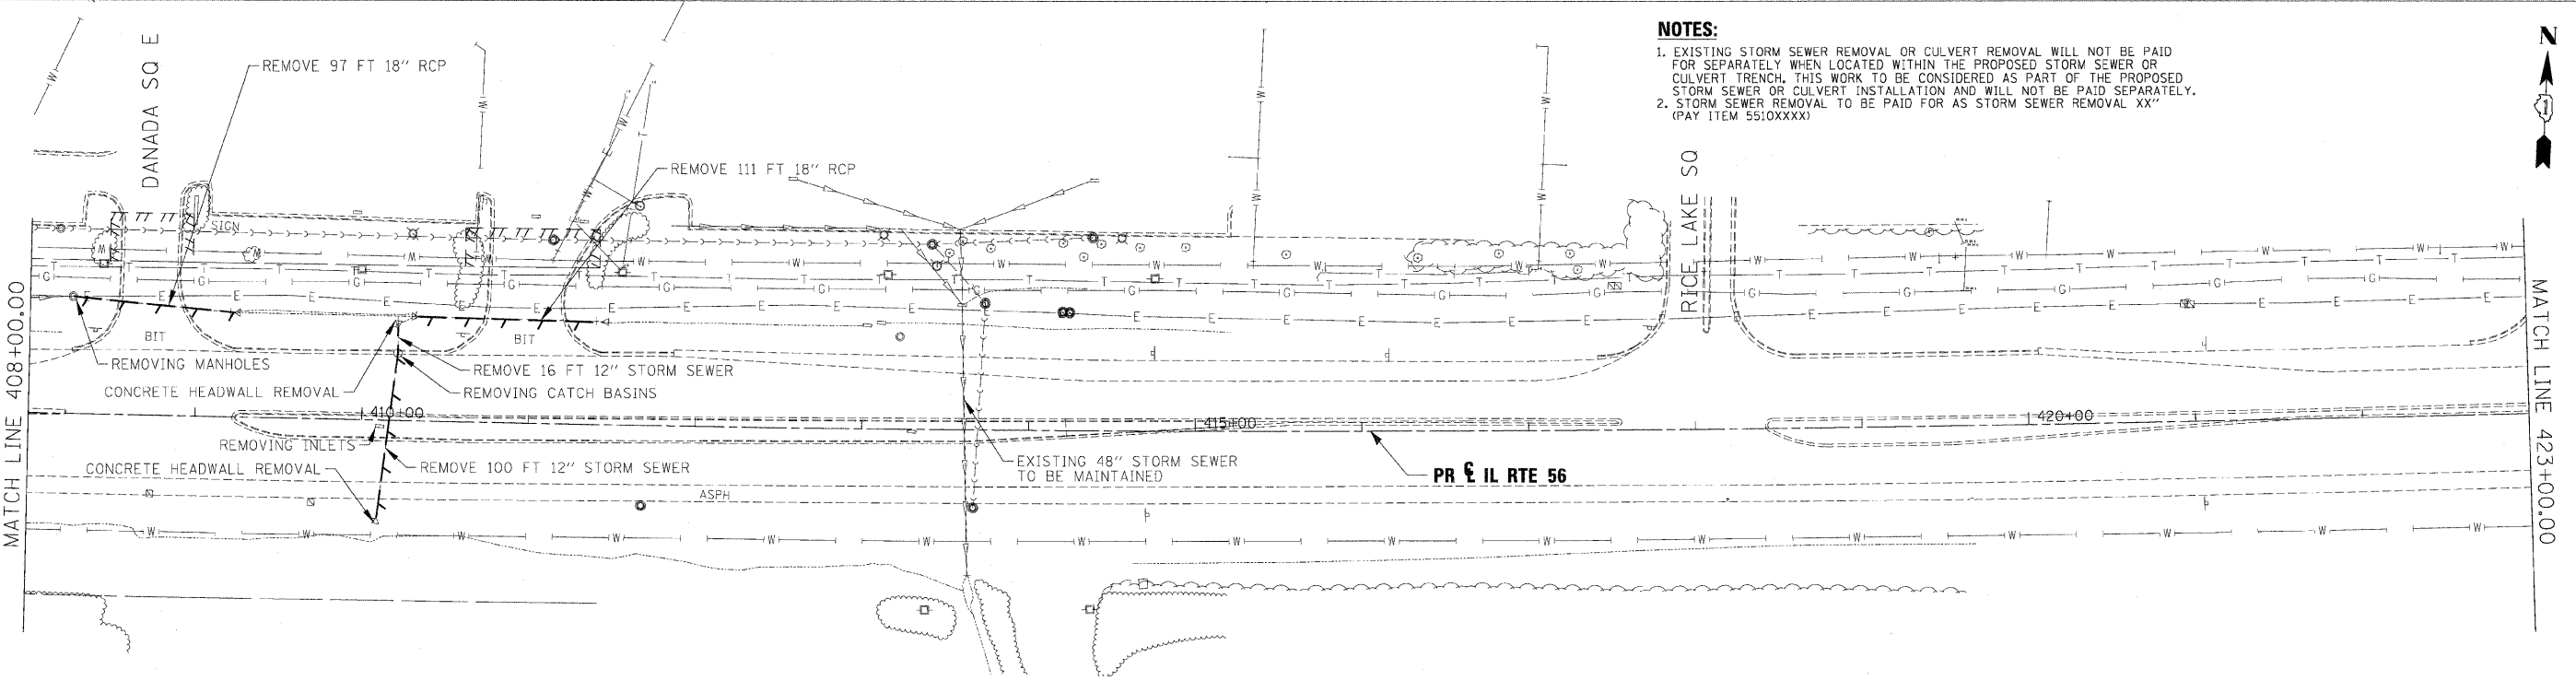 NOTES:
1. EXISTING STORM SEWER REMOVAL OR CULVERT REMOVAL WILL NOT BE PAID
FOR SEPARATELY WHEN LOCATED WITHIN THE PROPOSED STORM SEWER OR
CULVERT TRENCH. THIS WORK TO BE CONSIDERED AS PART OF THE PROPOSED
STORM SEWER OR CULVERT INSTALLATION AND WILL NOT BE PAID SEPARATELY.
2. STORM SEWER REMOVAL TO BE PAID FOR AS STORM SEWER REMOVAL XX"
(PAY ITEM 5510XXXX)
N
1
DANADA SQ E
REMOVE 97 FT 18" RCP
REMOVE 111 FT 18" RCP
RICE LAKE SQ
SIGN
MATCH LINE 408+00.00
MATCH LINE 423+00.00
BIT
BIT
REMOVING MANHOLES
REMOVE 16 FT 12" STORM SEWER
CONCRETE HEADWALL REMOVAL
REMOVING CATCH BASINS
410+00
415+00
420+00
REMOVING INLETS
CONCRETE HEADWALL REMOVAL
REMOVE 100 FT 12" STORM SEWER
EXISTING 48" STORM SEWER
TO BE MAINTAINED
PR ℄ IL RTE 56
ASPH